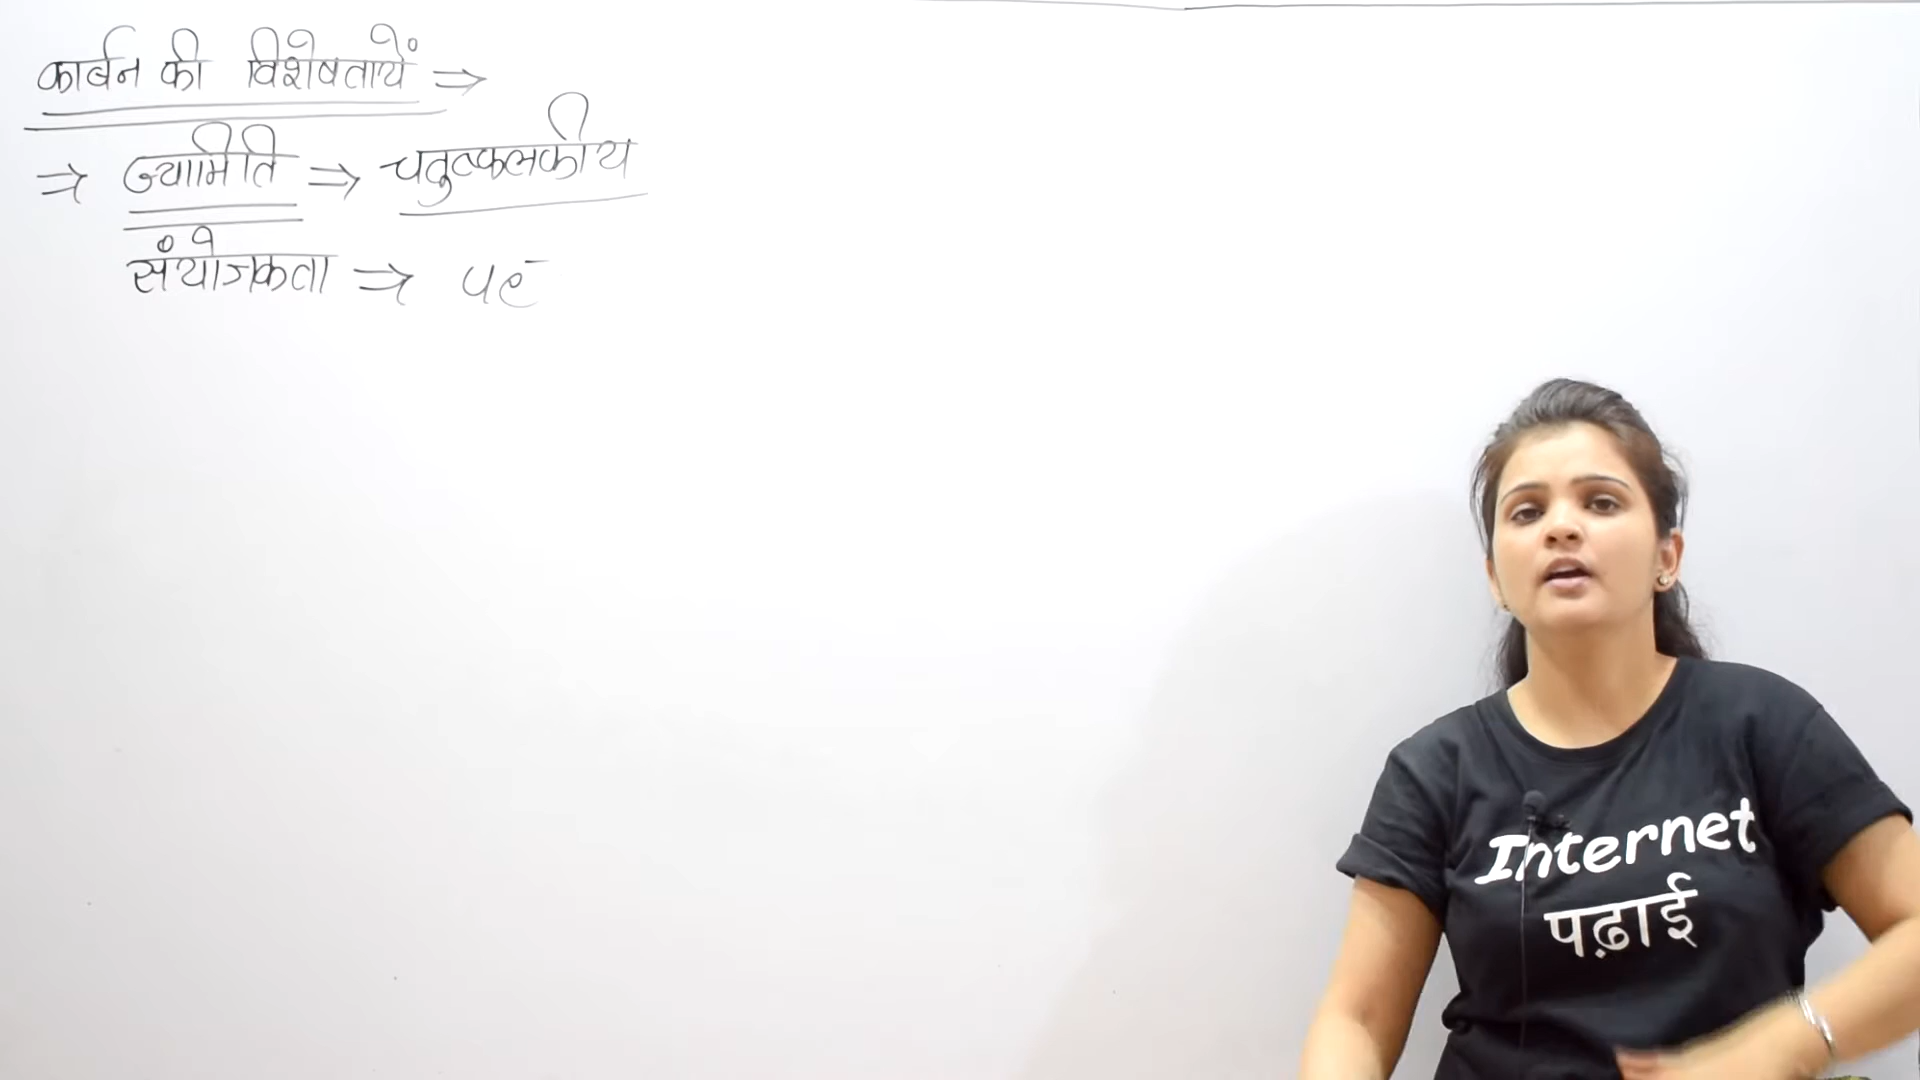 कार्बन की विशेषतायें ⇒
⇒ ज्यामिति ⇒ चतुष्फलकीय
संयोजकता ⇒ 4e⁻
Internet
पढ़ाई